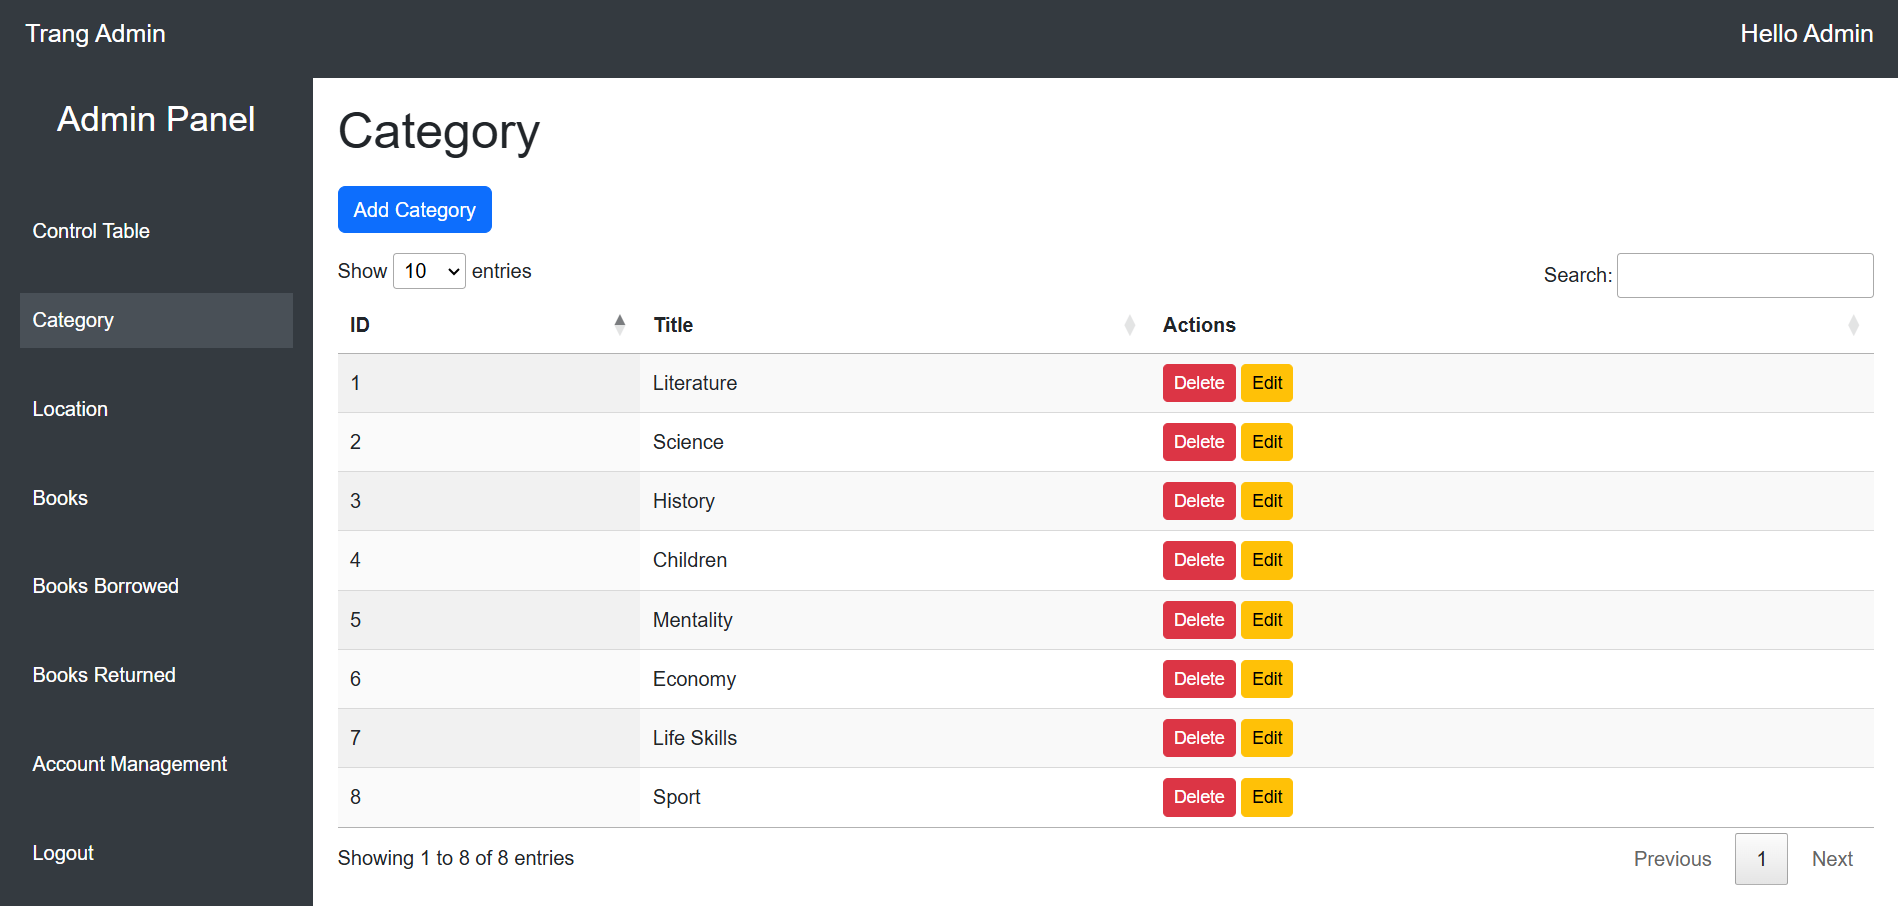 Trang Admin
Hello Admin
Admin Panel
Control Table
Category
Location
Books
Books Borrowed
Books Returned
Account Management
Logout
Category
Add Category
Show 10 entries
Search:
ID Title Actions
1 Literature Delete Edit
2 Science Delete Edit
3 History Delete Edit
4 Children Delete Edit
5 Mentality Delete Edit
6 Economy Delete Edit
7 Life Skills Delete Edit
8 Sport Delete Edit
Showing 1 to 8 of 8 entries
Previous 1 Next